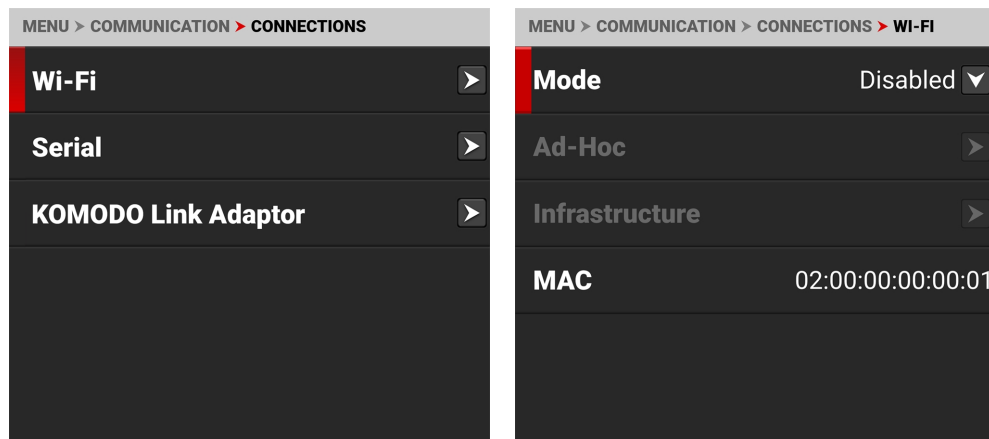 MENU > COMMUNICATION > CONNECTIONS
Wi-Fi
Serial
KOMODO Link Adaptor
MENU > COMMUNICATION > CONNECTIONS > WI-FI
Mode Disabled
Ad-Hoc
Infrastructure
MAC 02:00:00:00:00:01